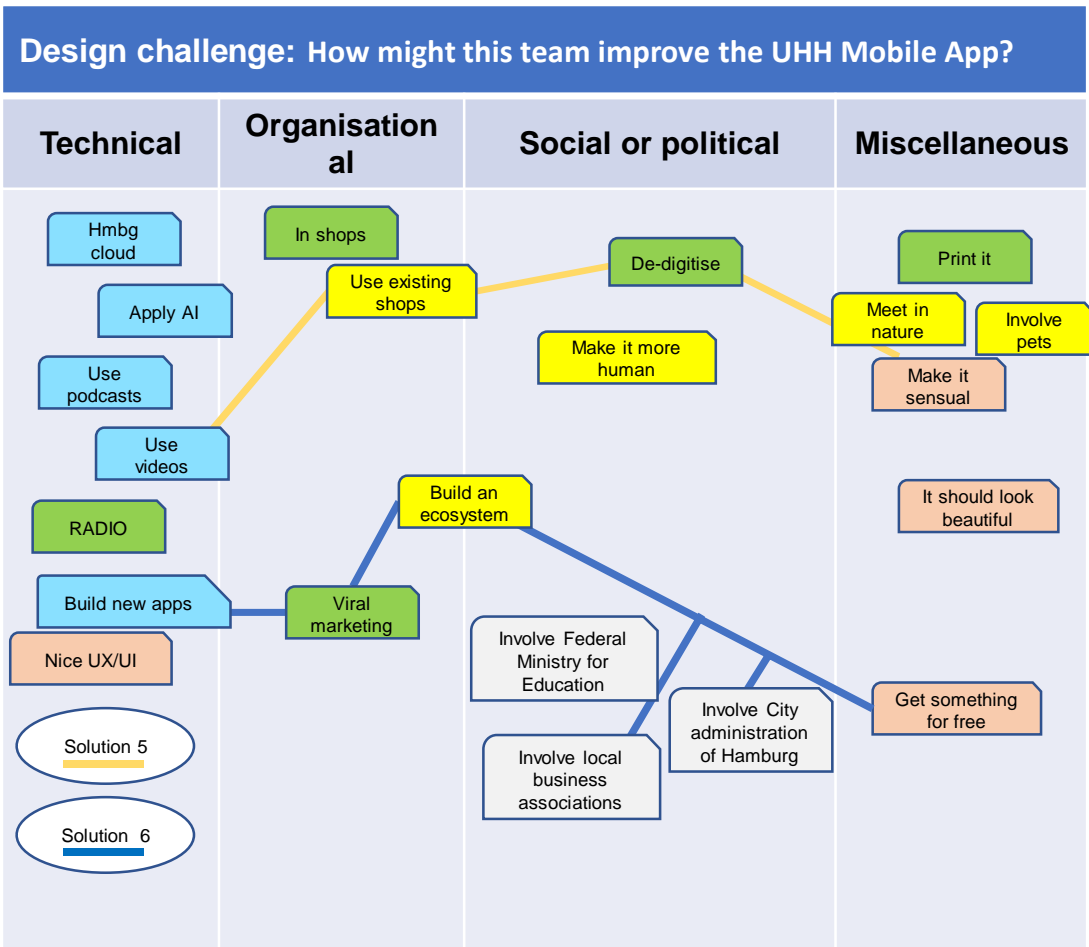 Design challenge: How might this team improve the UHH Mobile App?
Technical
Organisation
al
Social or political
Miscellaneous
Hmbg
cloud
Apply AI
Use
podcasts
Use
videos
RADIO
Build new apps
Nice UX/UI
Solution 5
Solution 6
In shops
Use existing
shops
Build an
ecosystem
Viral
marketing
De-digitise
Make it more
human
Involve Federal
Ministry for
Education
Involve City
administration
of Hamburg
Involve local
business
associations
Print it
Meet in
nature
Involve
pets
Make it
sensual
It should look
beautiful
Get something
for free